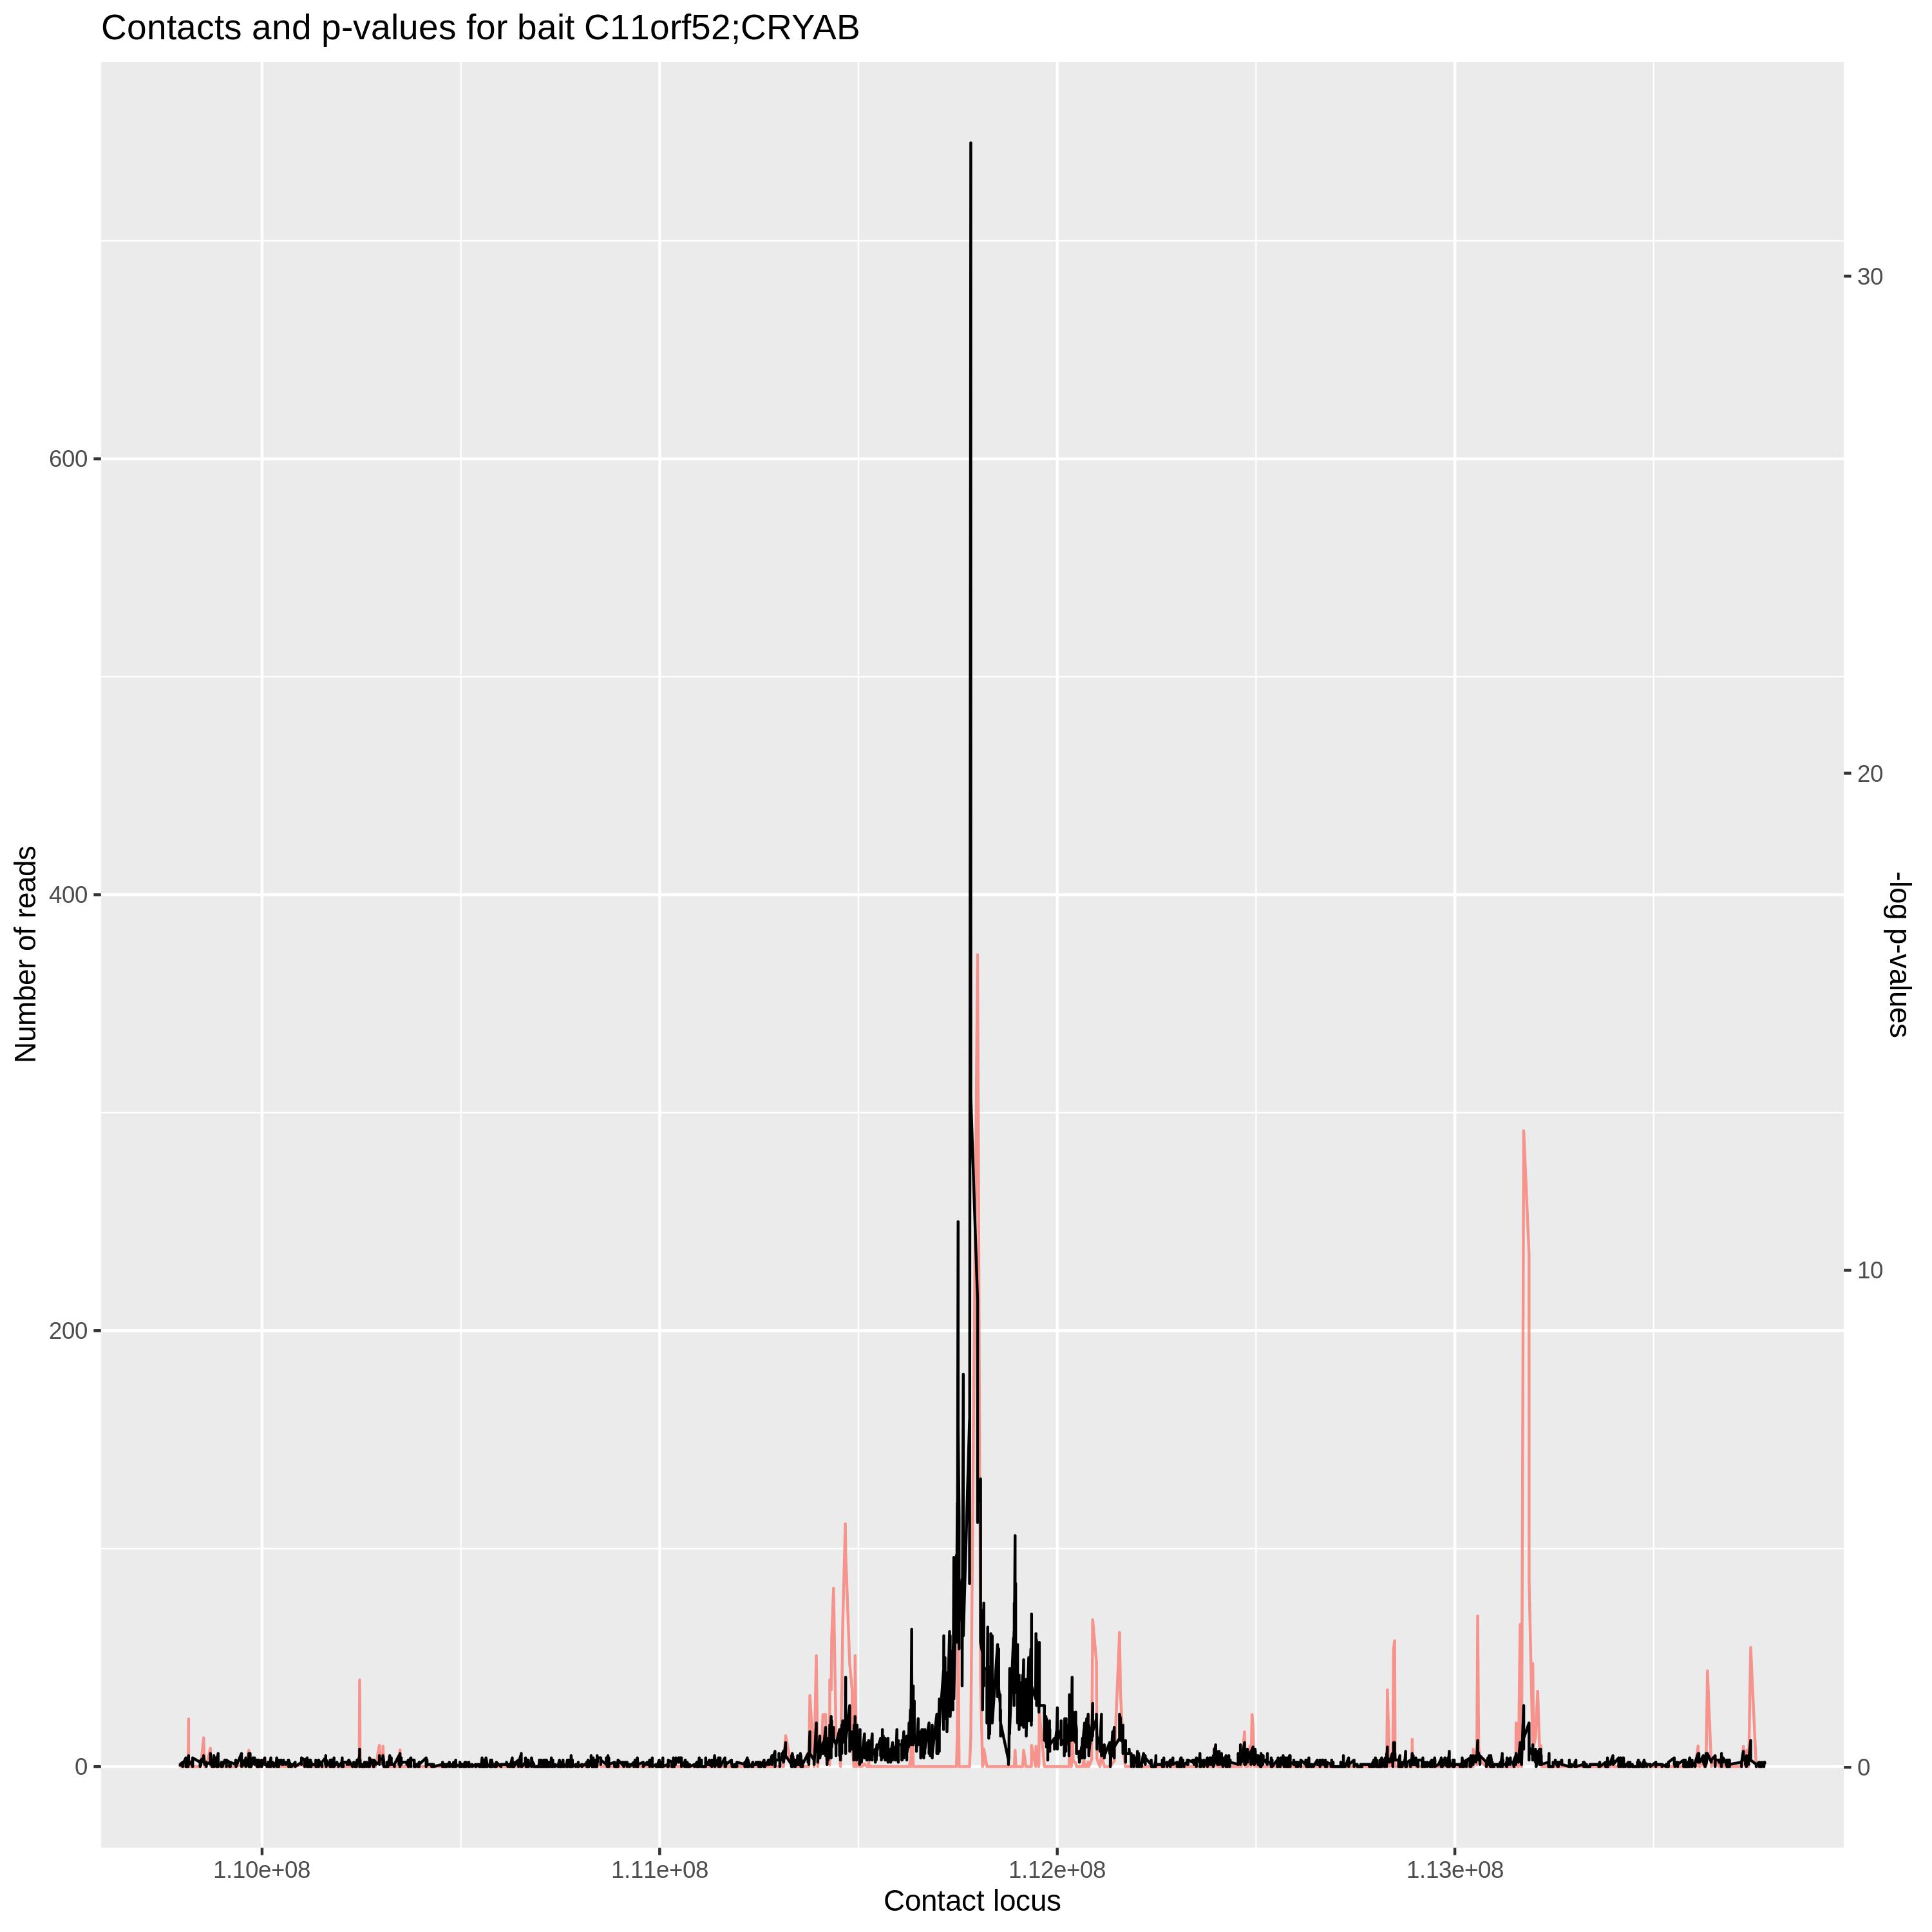 Contacts and p-values for bait C11orf52;CRYAB
Number of reads
600
400
200
0
30
20
10
0
-log p-values
1.10e+08
1.11e+08
1.12e+08
1.13e+08
Contact locus